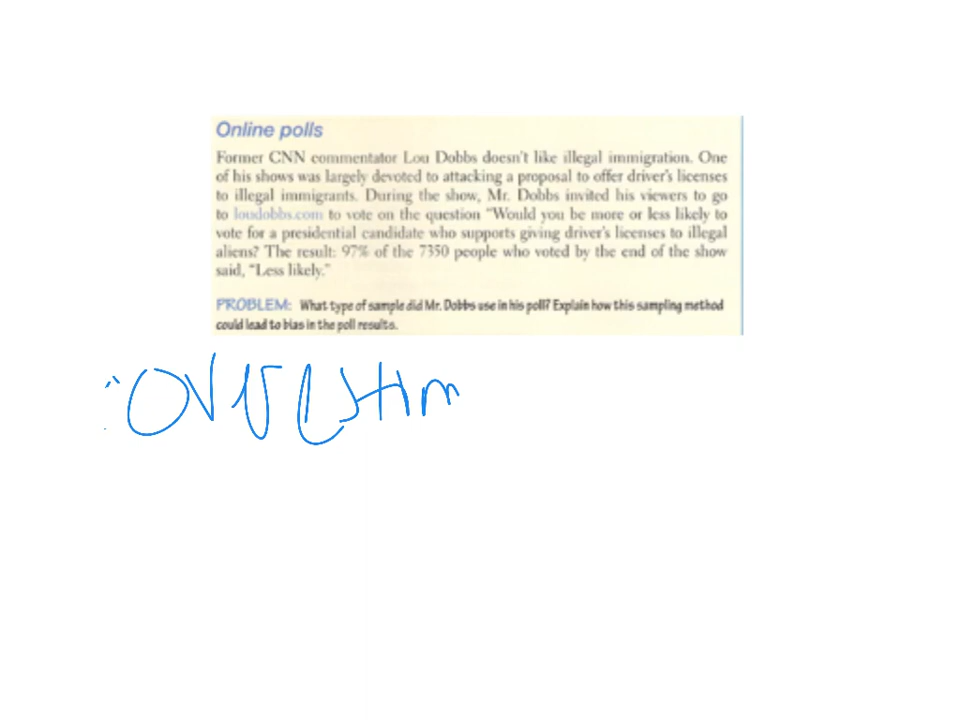 Online polls
Former CNN commentator Lou Dobbs doesn't like illegal immigration. One
of his shows was largely devoted to attacking a proposal to offer driver's licenses
to illegal immigrants. During the show, Mr. Dobbs invited his viewers to go
to loudobbs.com to vote on the question "Would you be more or less likely to
vote for a presidential candidate who supports giving driver's licenses to illegal
aliens? The result: 97% of the 7350 people who voted by the end of the show
said, "Less likely."
PROBLEM: What type of sample did Mr. Dobbs use in his poll? Explain how this sampling method
could lead to bias in the poll results.
Overestim